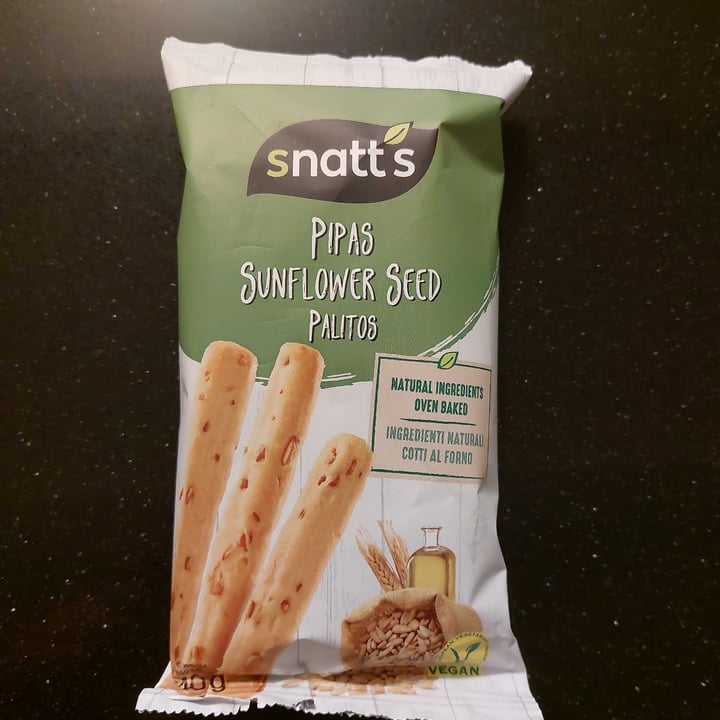 snatt's
PIPAS
SUNFLOWER SEED
PALITOS
NATURAL INGREDIENTS
OVEN BAKED
INGREDIENTI NATURALI
COTTI AL FORNO
VEGAN